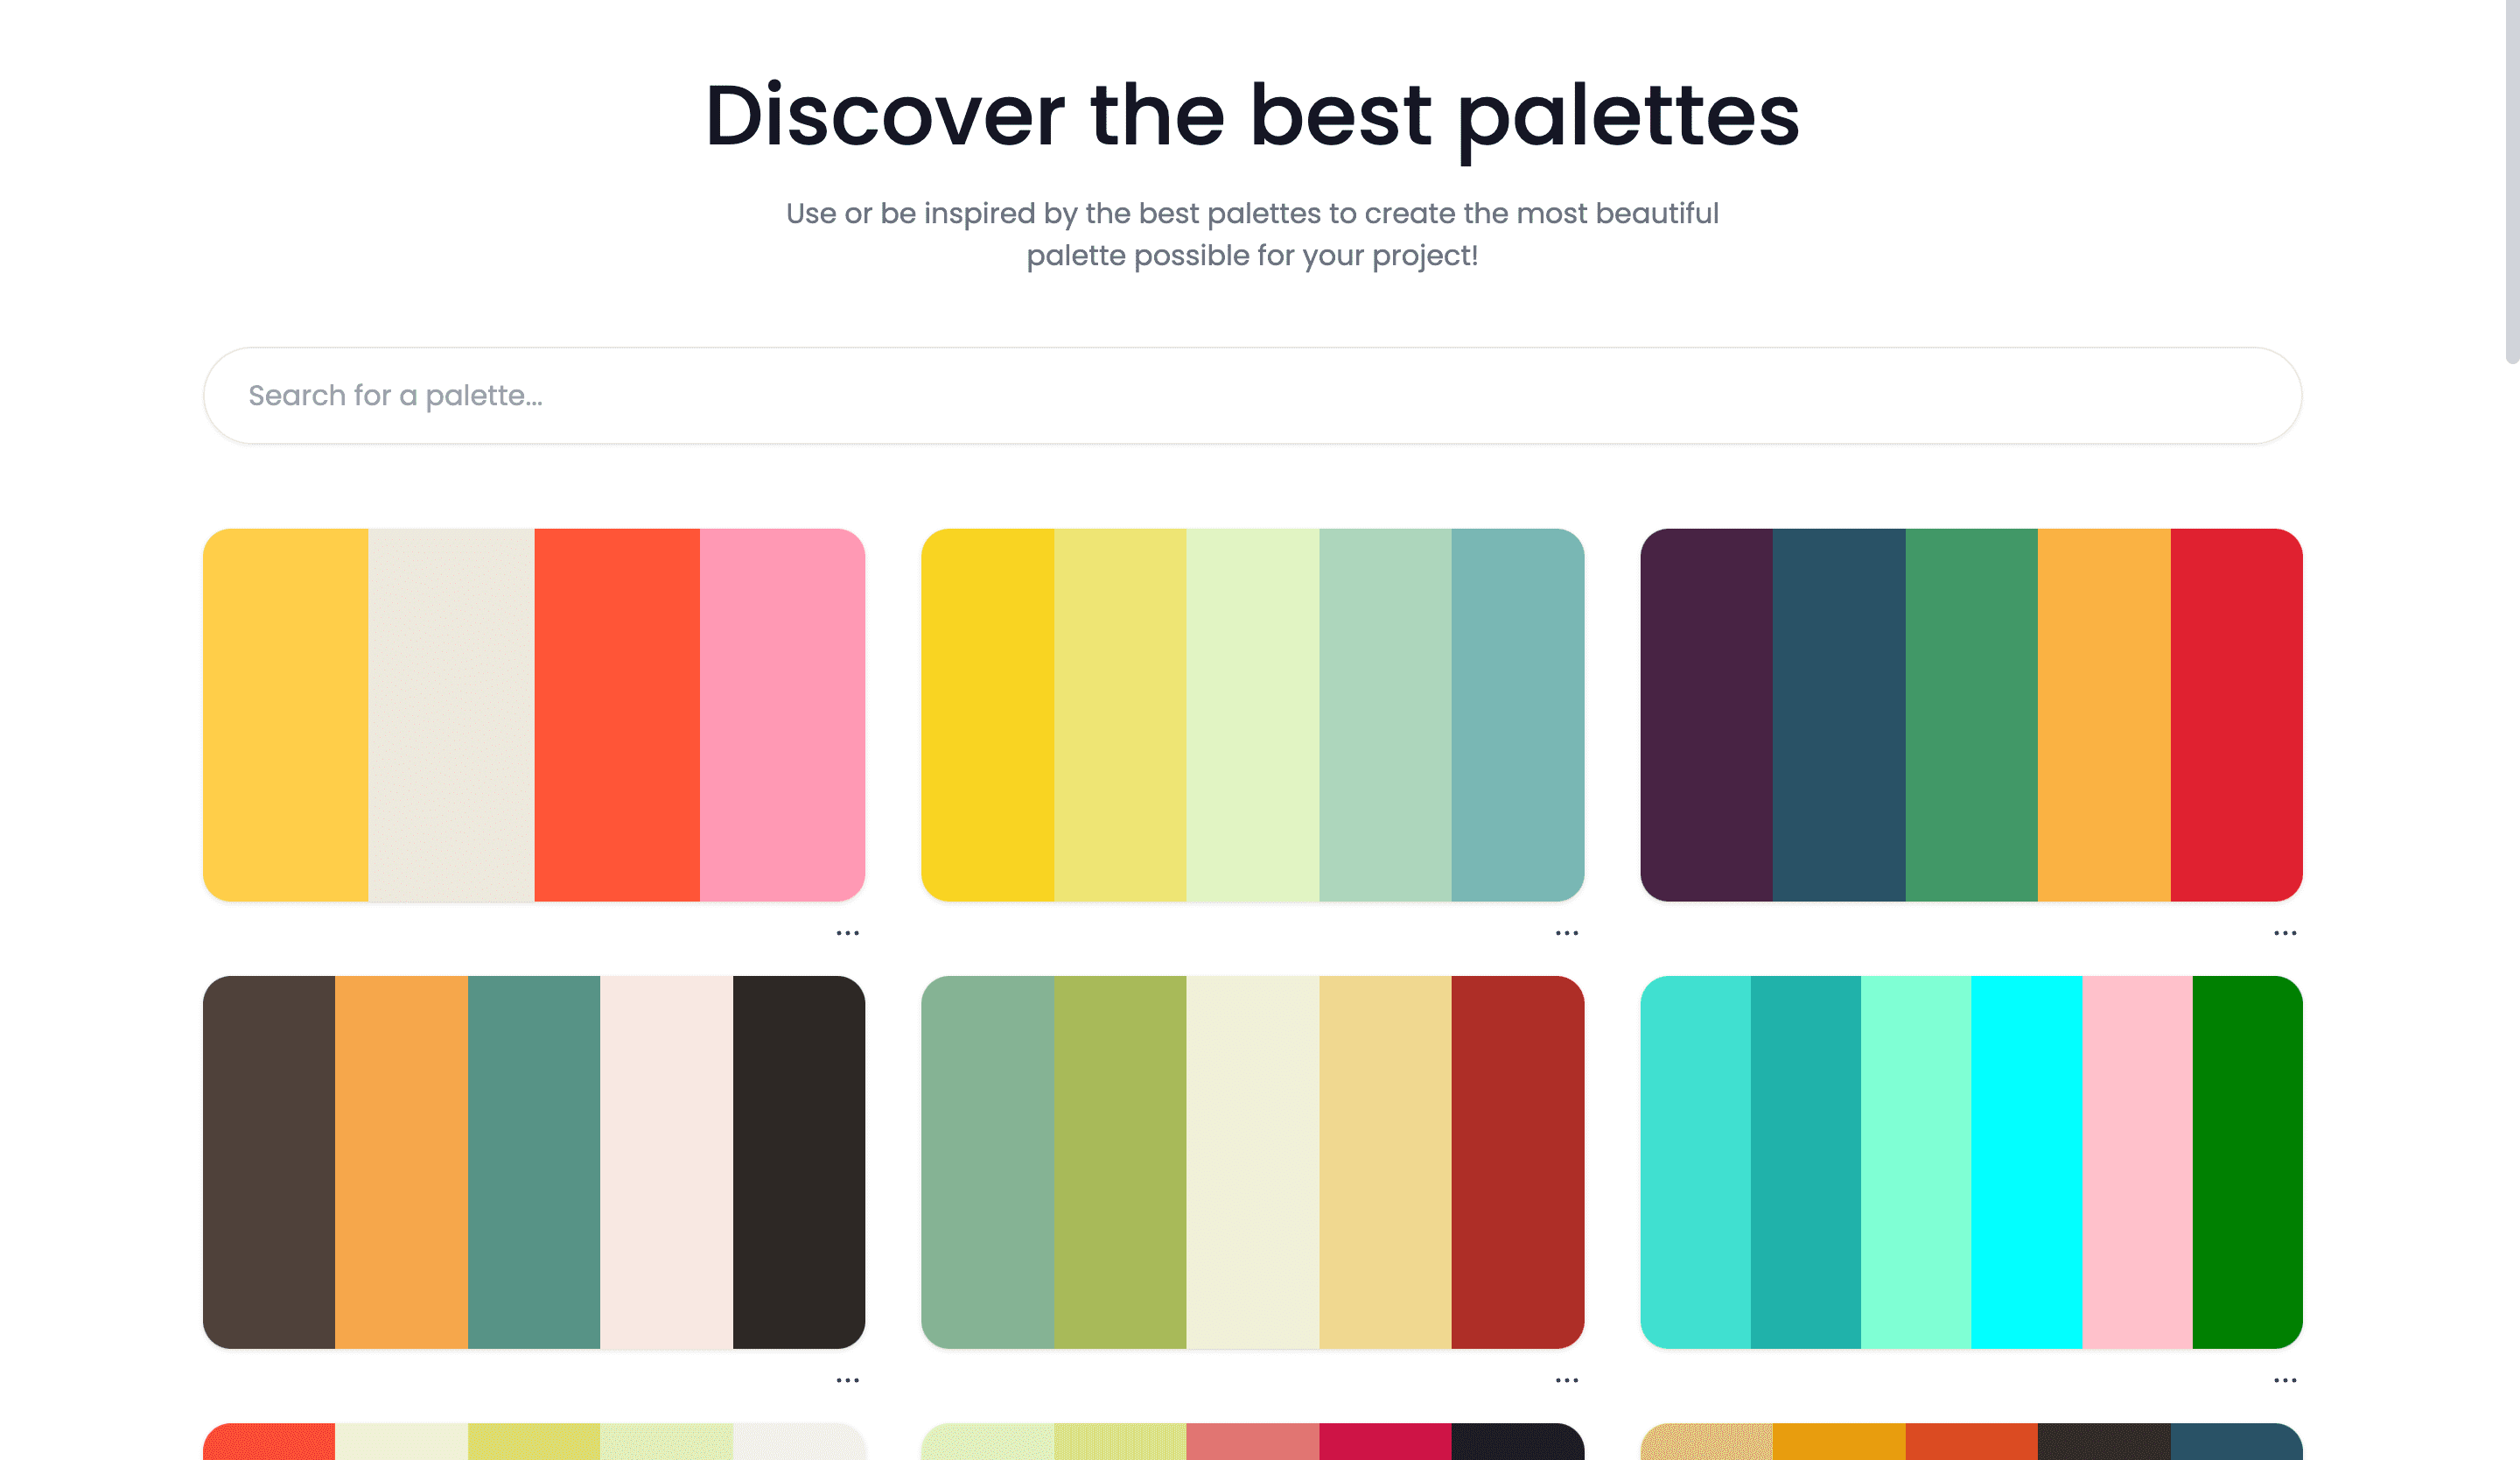 Discover the best palettes
Use or be inspired by the best palettes to create the most beautiful
palette possible for your project!
Search for a palette...